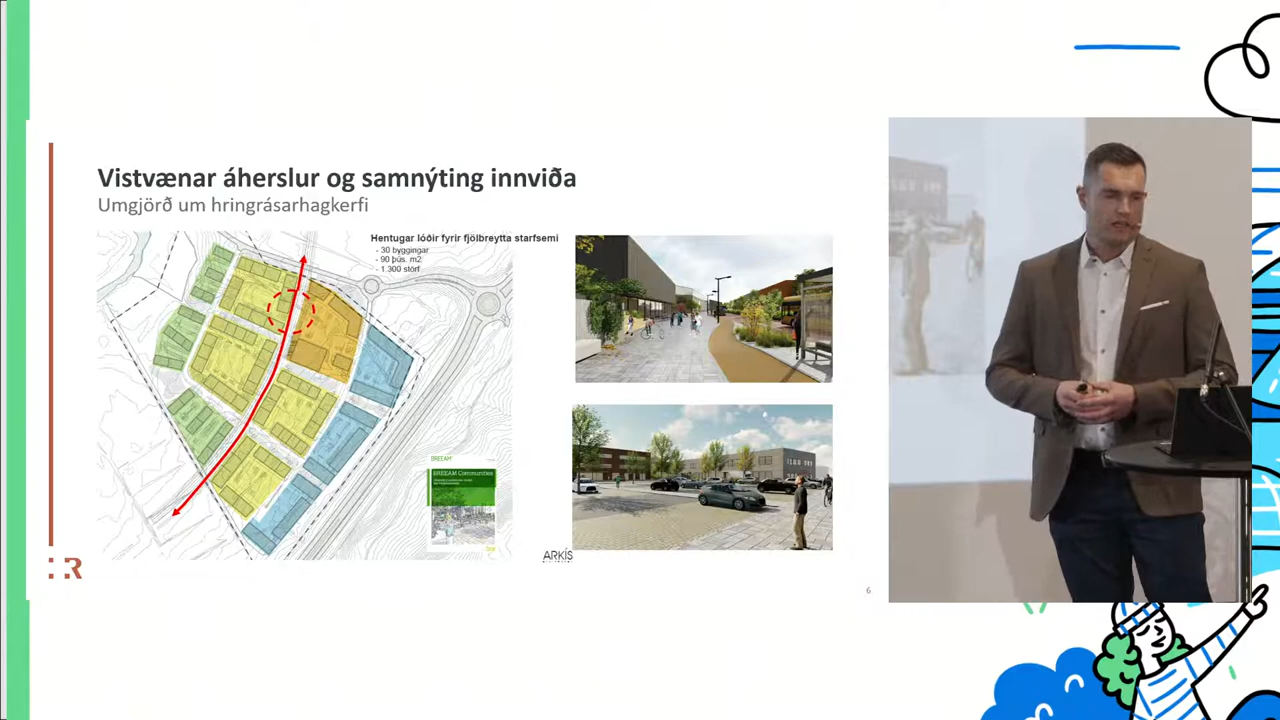 Vistvænar áherslur og samnýting innviða
Umgjörð um hringrásarhagkerfi
Hentugar lóðir fyrir fjölbreytta starfsemi
- 30 byggingar
- 90 þús. m2
- 1.300 störf
BREEAM
BREEAM Communities
ARKÍS
:R
6